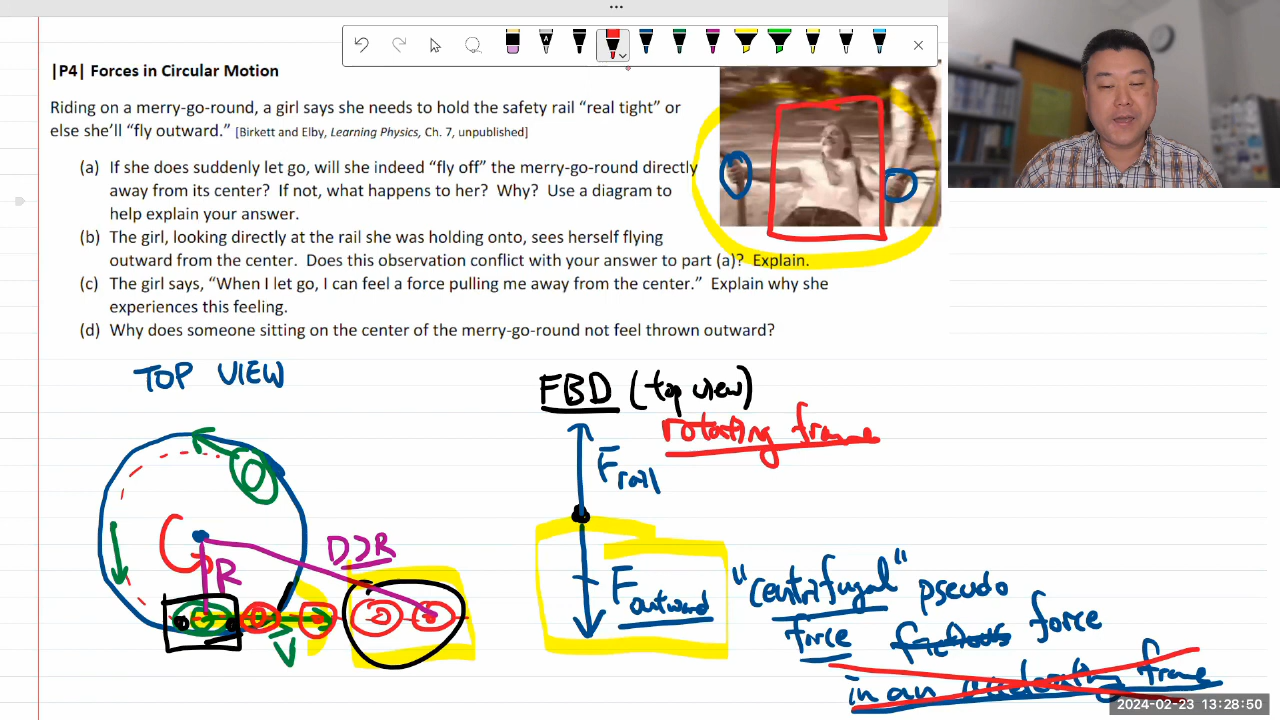 |P4| Forces in Circular Motion
Riding on a merry-go-round, a girl says she needs to hold the safety rail “real tight” or
else she’ll “fly outward.” [Birkett and Elby, Learning Physics, Ch. 7, unpublished]
(a) If she does suddenly let go, will she indeed “fly off” the merry-go-round directly
away from its center? If not, what happens to her? Why? Use a diagram to
help explain your answer.
(b) The girl, looking directly at the rail she was holding onto, sees herself flying
outward from the center. Does this observation conflict with your answer to part (a)? Explain.
(c) The girl says, “When I let go, I can feel a force pulling me away from the center.” Explain why she
experiences this feeling.
(d) Why does someone sitting on the center of the merry-go-round not feel thrown outward?
TOP VIEW
FBD (top view)
rotating frame
F rail
D>R
R
V
F outward
"centrifugal" pseudo
force force
in an frame
2024-02-23 13:28:50